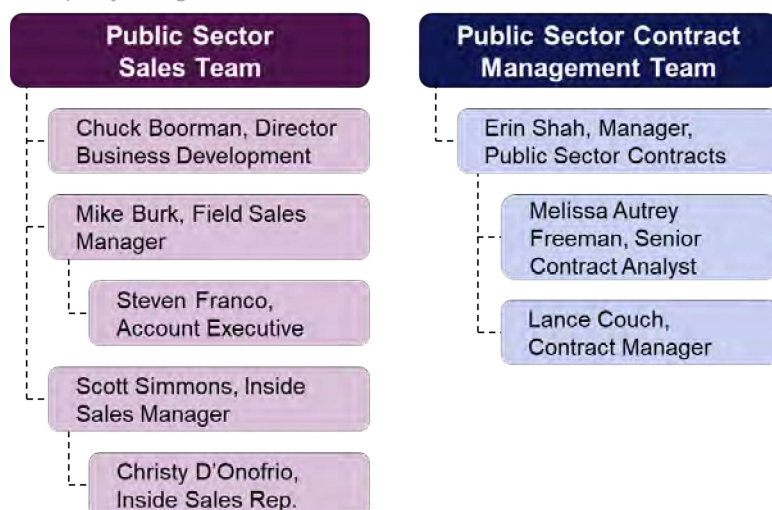 Public Sector
Sales Team
Chuck Boorman, Director
Business Development
Mike Burk, Field Sales
Manager
Steven Franco,
Account Executive
Scott Simmons, Inside
Sales Manager
Christy D'Onofrio,
Inside Sales Rep.
Public Sector Contract
Management Team
Erin Shah, Manager,
Public Sector Contracts
Melissa Autrey
Freeman, Senior
Contract Analyst
Lance Couch,
Contract Manager